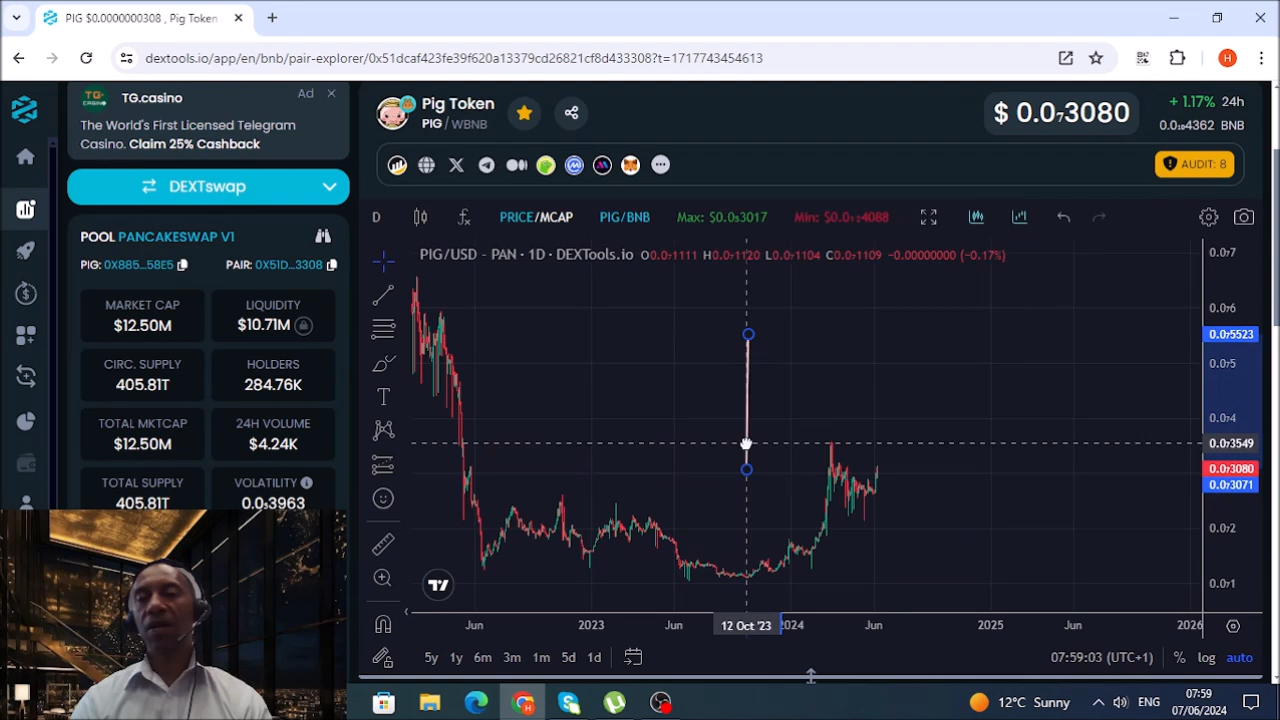 PIG $0.0000000308 , Pig Token
dextools.io/app/en/bnb/pair-explorer/0x51dcaf423fe39f620a13379cd26821cf8d433308?t=1717743454613
H
TG.casino
Ad
The World's First Licensed Telegram
Casino. Claim 25% Cashback
DEXTswap
POOL PANCAKESWAP V1
PIG: 0X885...58E5
PAIR: 0X51D...3308
MARKET CAP
$12.50M
LIQUIDITY
$10.71M
CIRC. SUPPLY
405.81T
HOLDERS
284.76K
TOTAL MKTCAP
$12.50M
24H VOLUME
$4.24K
TOTAL SUPPLY
405.81T
VOLATILITY
0.0₅3963
Pig Token
PIG / WBNB
$ 0.0₇3080
+ 1.17% 24h
0.0₁₀4362 BNB
AUDIT: 8
D
PRICE/MCAP
PIG/BNB
Max: $0.0₅3017
Min: $0.0₁₂4088
PIG/USD - PAN · 1D · DEXTools.io O0.0₇1111 H0.0₇1120 L0.0₇1104 C0.0₇1109 -0.00000000 (-0.17%)
0.0₇7
0.0₇6
0.0₇5523
0.0₇5
0.0₇4
0.0₇3549
0.0₇3080
0.0₇3071
0.0₇2
0.0₇1
Jun
2023
Jun
12 Oct '23
2024
Jun
2025
Jun
2026
5y
1y
6m
3m
1m
5d
1d
07:59:03 (UTC+1)
%
log
auto
12°C Sunny
ENG
07:59
07/06/2024